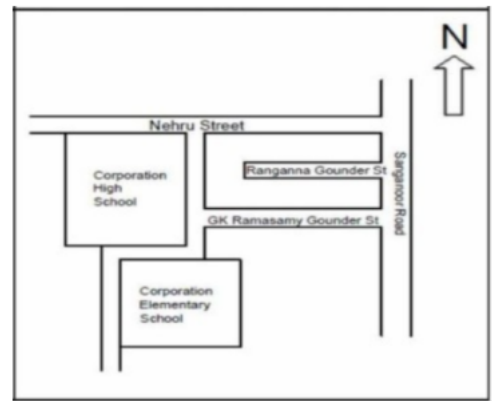 N
Nehru Street
Corporation
High
School
Ranganna Gounder St
Sanganoor Road
GK Ramasamy Gounder St
Corporation
Elementary
School